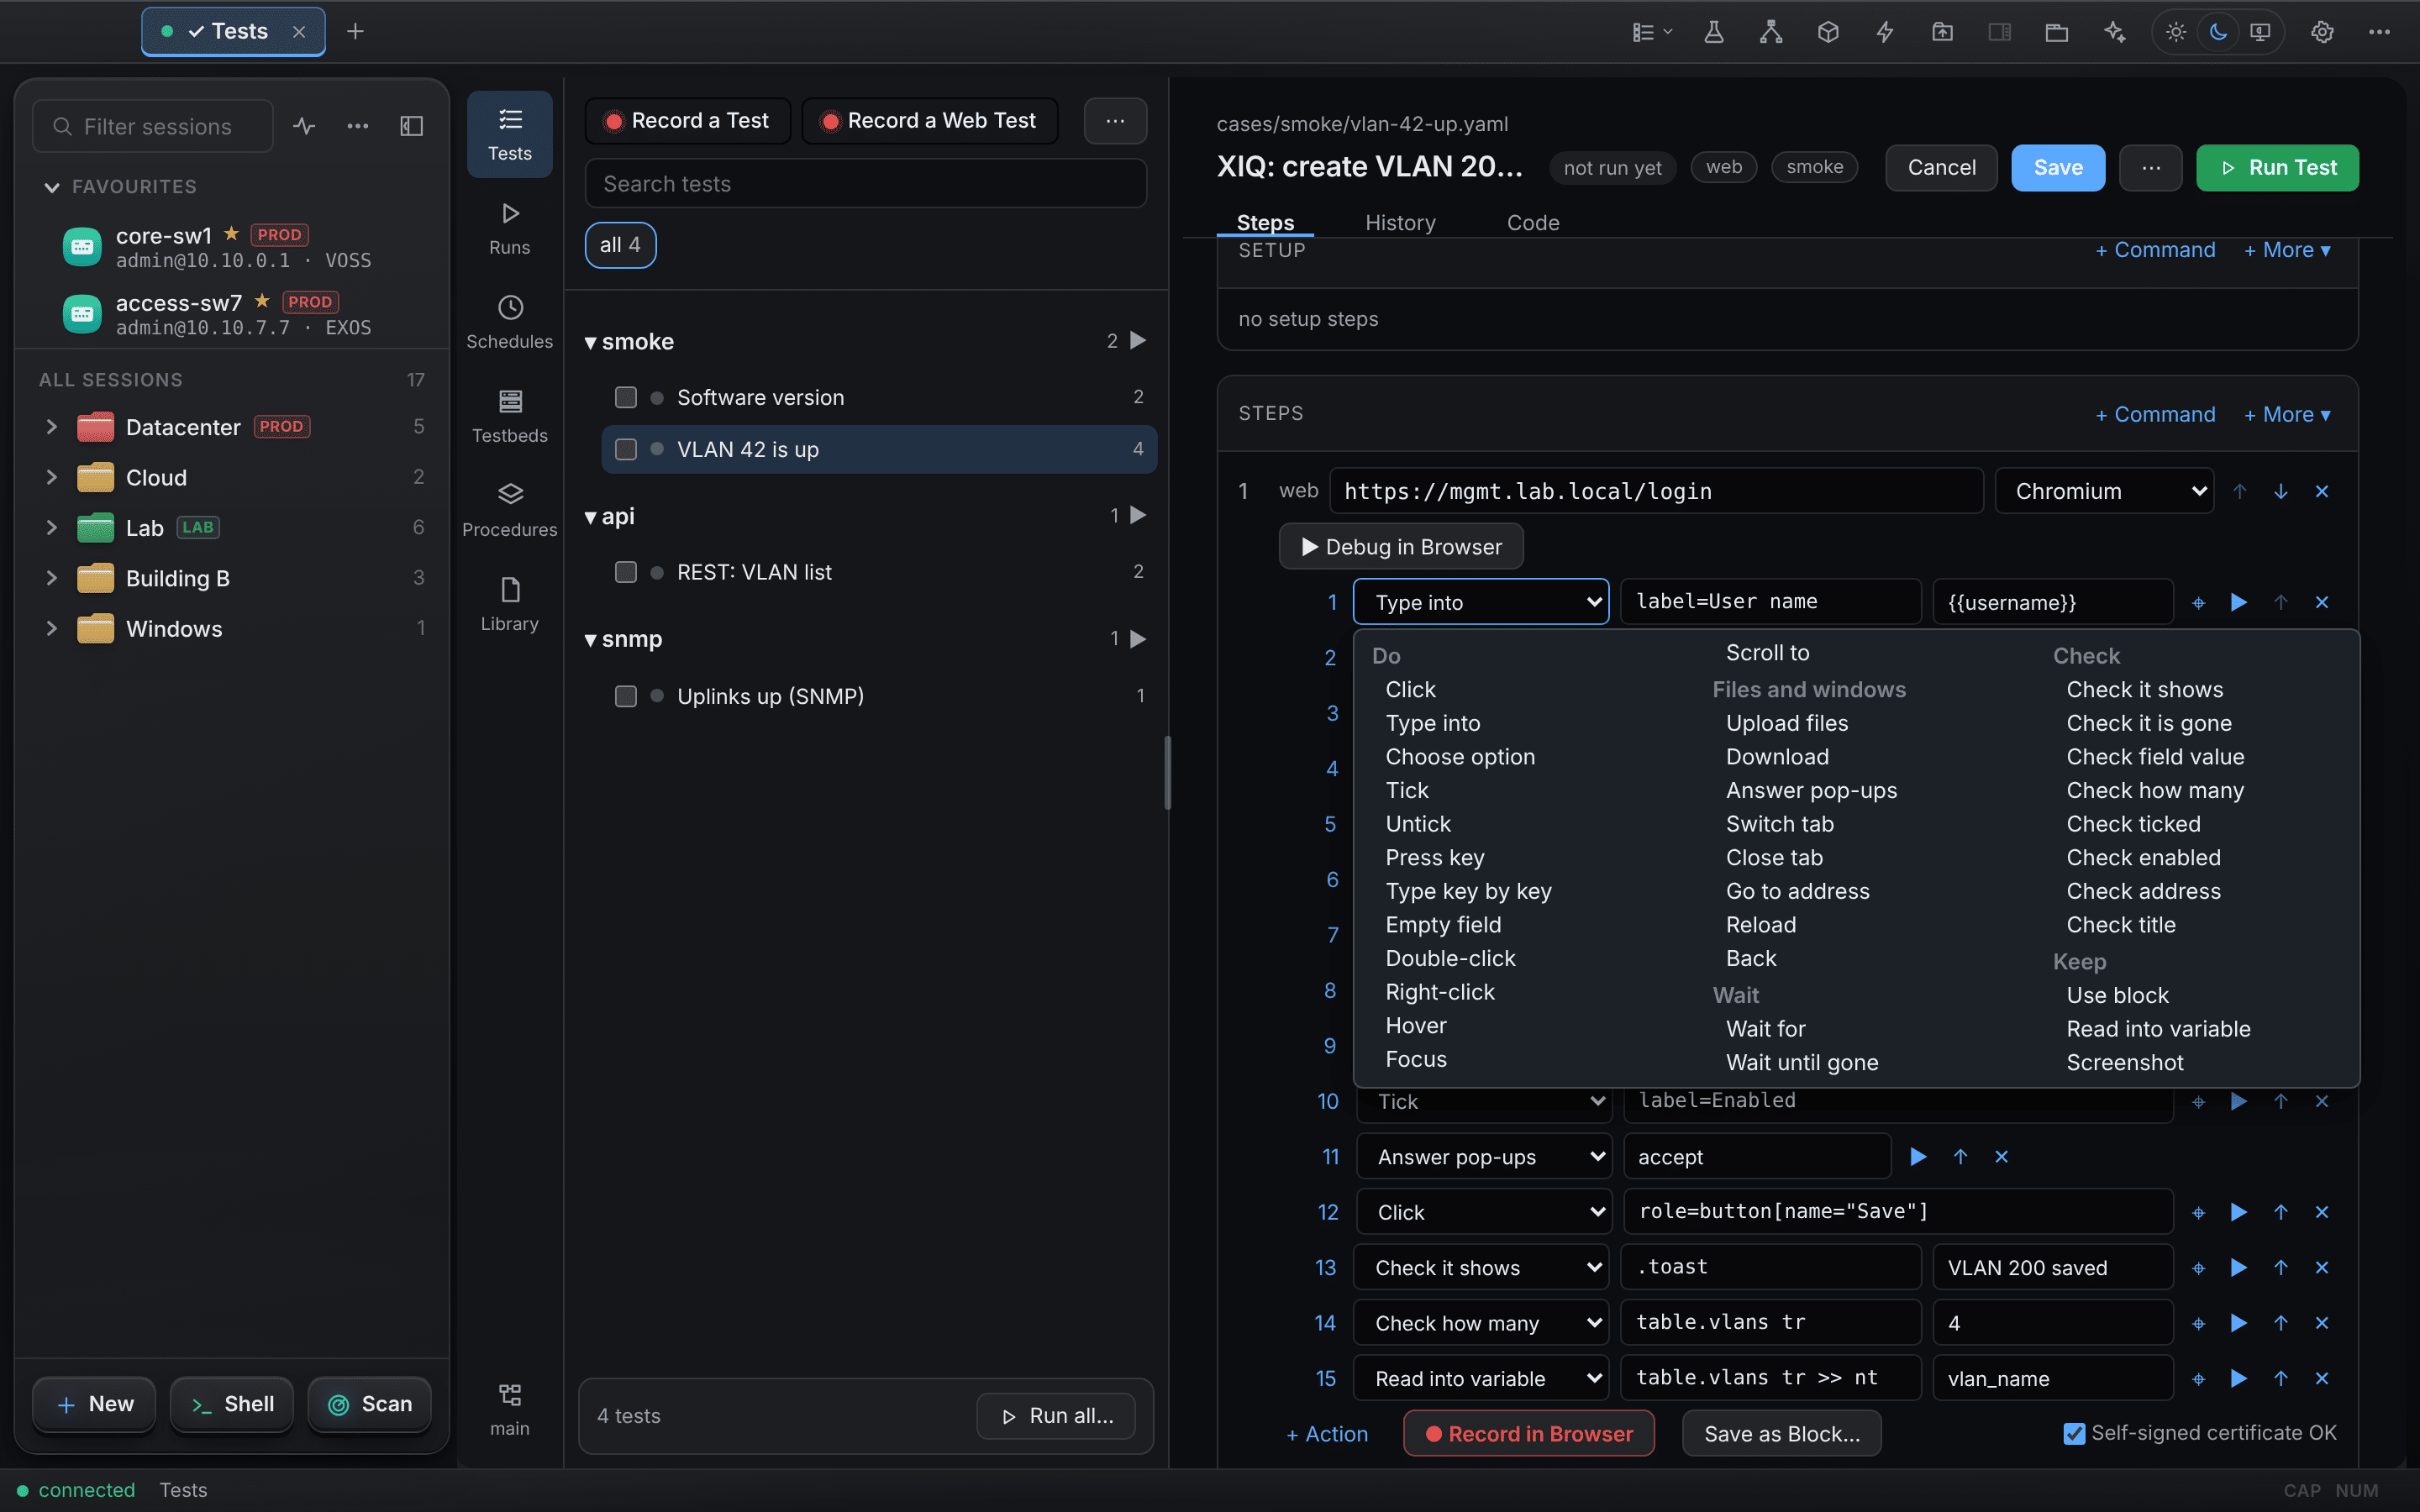 ✓ Tests
Filter sessions
FAVOURITES
core-sw1 ★ PROD
admin@10.10.0.1 · VOSS
access-sw7 ★ PROD
admin@10.10.7.7 · EXOS
ALL SESSIONS 17
Datacenter PROD 5
Cloud 2
Lab LAB 6
Building B 3
Windows 1
+ New
>_ Shell
Scan
Tests
Runs
Schedules
Testbeds
Procedures
Library
main
Record a Test
Record a Web Test
...
Search tests
all 4
smoke 2
Software version 2
VLAN 42 is up 4
api 1
REST: VLAN list 2
snmp 1
Uplinks up (SNMP) 1
4 tests
Run all...
cases/smoke/vlan-42-up.yaml
XIQ: create VLAN 20... not run yet web smoke Cancel Save ... Run Test
Steps History Code
SETUP + Command + More ▾
no setup steps
STEPS + Command + More ▾
1 web https://mgmt.lab.local/login Chromium
Debug in Browser
1 Type into label=User name {{username}}
2
3
4
5
6
7
8
9
Do
Click
Type into
Choose option
Tick
Untick
Press key
Type key by key
Empty field
Double-click
Right-click
Hover
Focus
Scroll to
Files and windows
Upload files
Download
Answer pop-ups
Switch tab
Close tab
Go to address
Reload
Back
Wait
Wait for
Wait until gone
Check
Check it shows
Check it is gone
Check field value
Check how many
Check ticked
Check enabled
Check address
Check title
Keep
Use block
Read into variable
Screenshot
10 Tick label=Enabled
11 Answer pop-ups accept
12 Click role=button[name="Save"]
13 Check it shows .toast VLAN 200 saved
14 Check how many table.vlans tr 4
15 Read into variable table.vlans tr >> nt vlan_name
+ Action Record in Browser Save as Block... Self-signed certificate OK
connected Tests CAP NUM